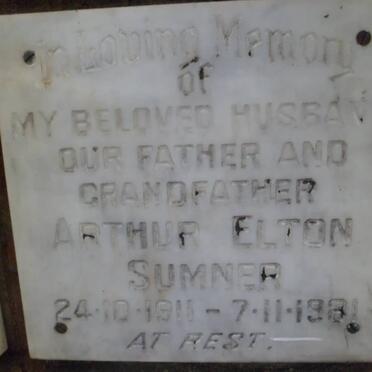 In Loving Memory
of
MY BELOVED HUSBAN
OUR FATHER AND
GRANDFATHER
ARTHUR ELTON
SUMNER
24·10·1911 - 7·11·1981
AT REST.